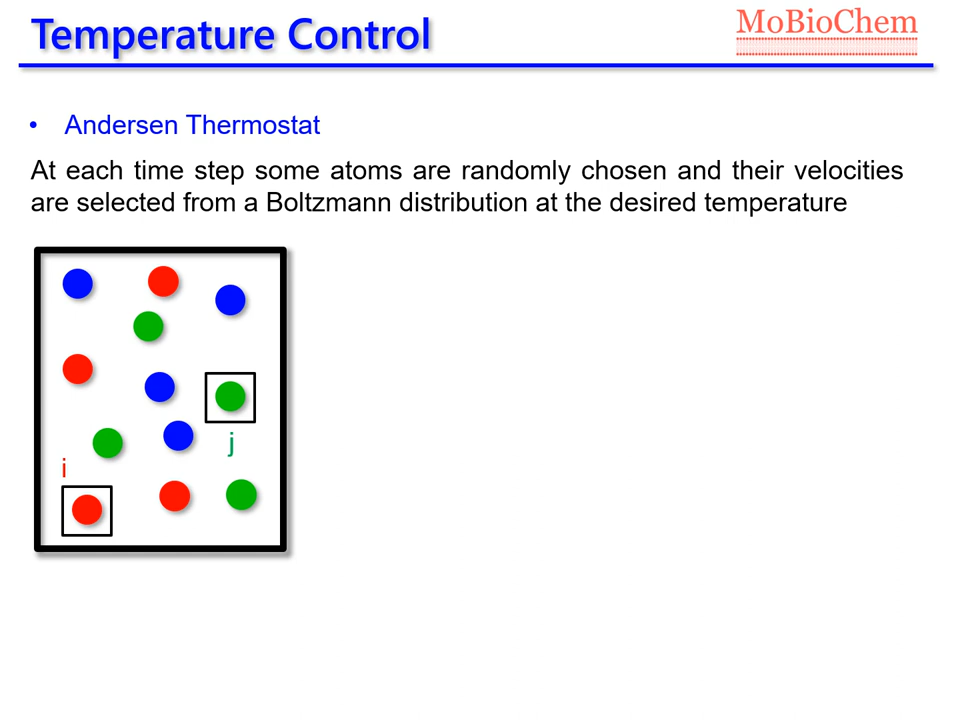 Temperature Control
MoBioChem
• Andersen Thermostat
At each time step some atoms are randomly chosen and their velocities
are selected from a Boltzmann distribution at the desired temperature
j
i